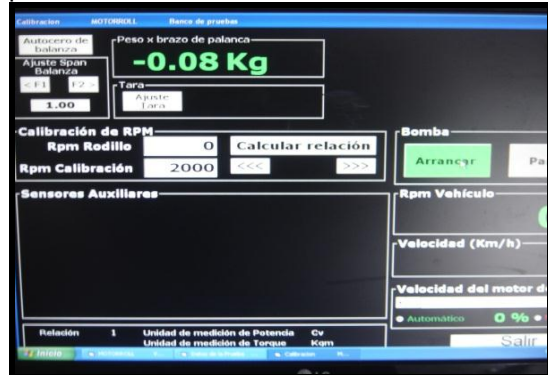 Calibracion MOTORROLL Banco de pruebas
Autocero de
balanza
Peso x brazo de palanca
-0.08 Kg
Ajuste Span
Balanza
< F1 F2 >
1.00
Tara
Ajuste
Tara
Calibración de RPM
Rpm Rodillo 0 Calcular relación
Rpm Calibración 2000 <<< >>>
Bomba
Arrancar Pa
Sensores Auxiliares
Rpm Vehículo
Velocidad (Km/h)
Velocidad del motor d
Automático 0 %
Relación 1 Unidad de medición de Potencia Cv
Unidad de medición de Torque Kgm
Salir
Inicio MOTORROLL Calibracion M...